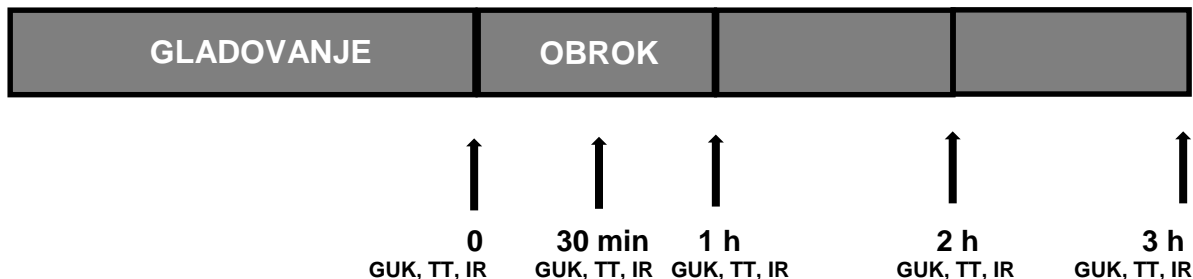 GLADOVANJE OBROK
0 30 min 1 h 2 h 3 h
GUK, TT, IR GUK, TT, IR GUK, TT, IR GUK, TT, IR GUK, TT, IR